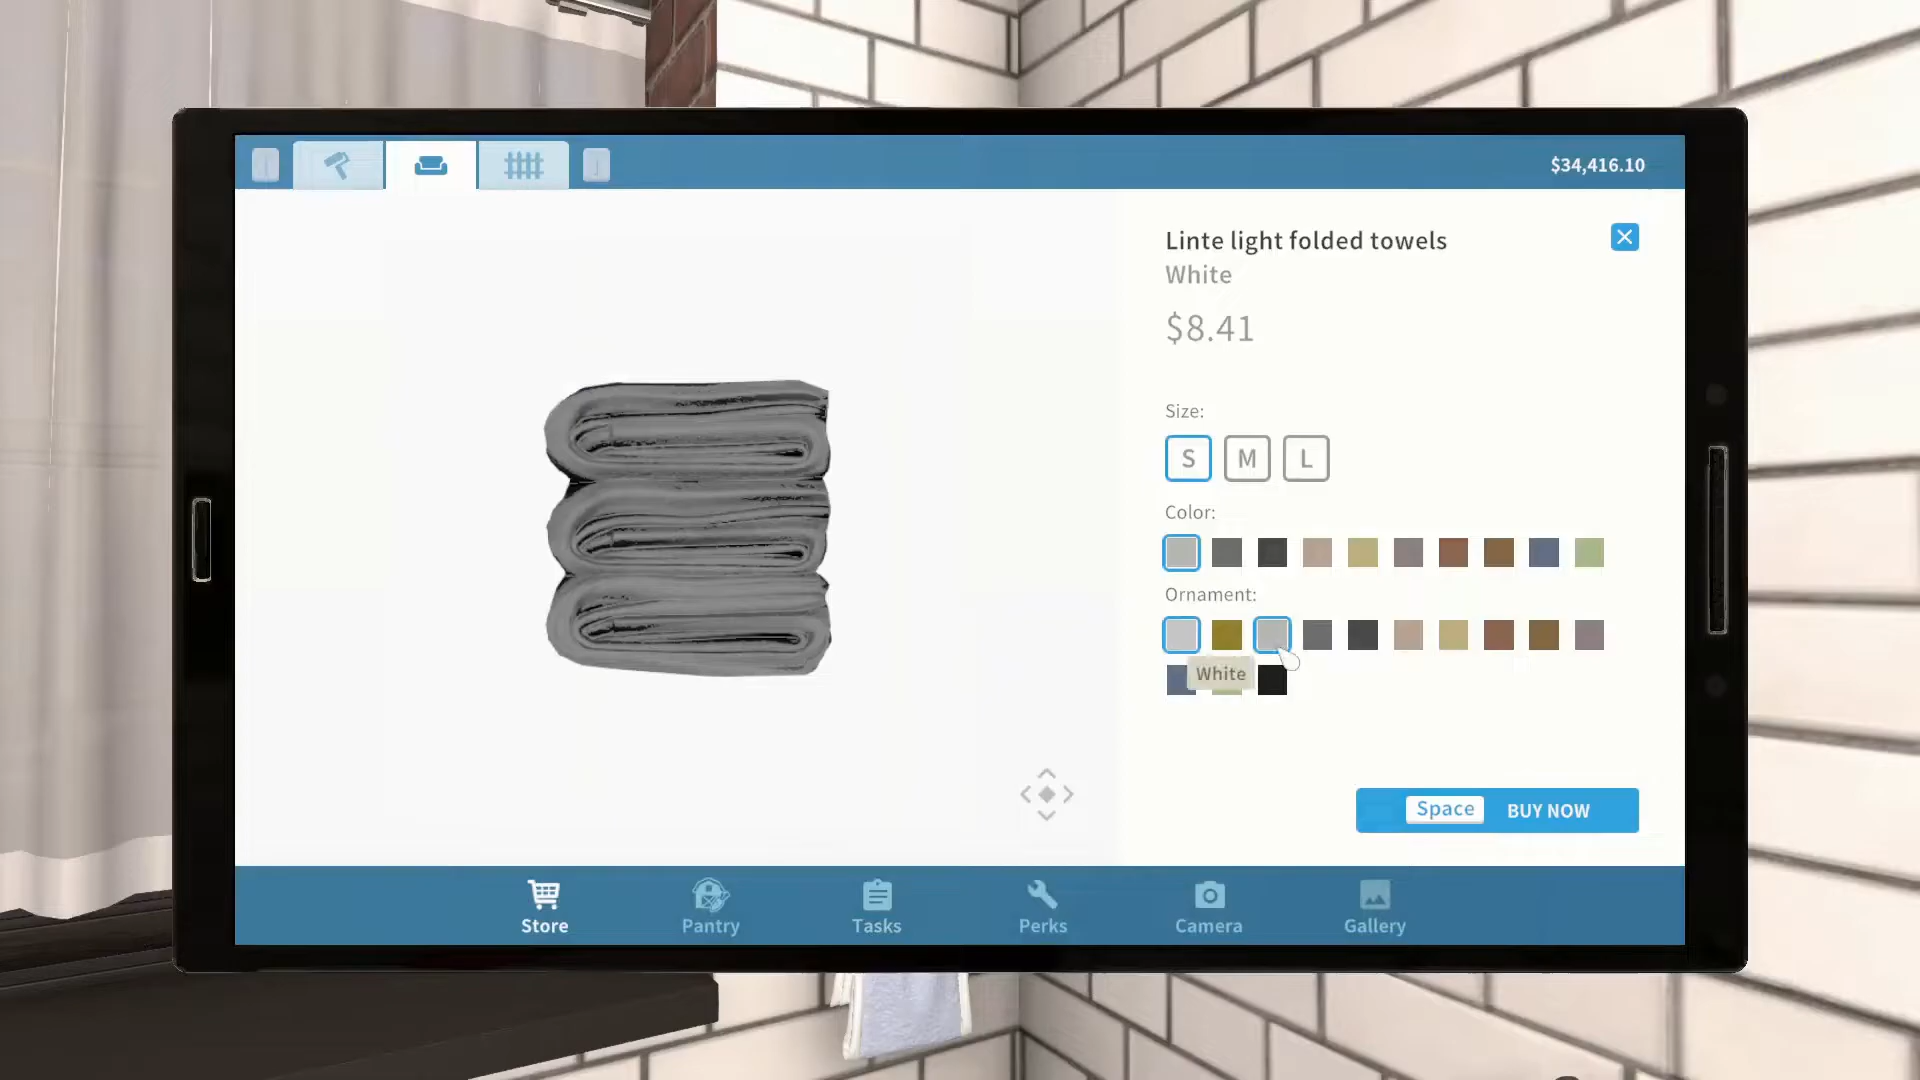 $34,416.10
Linte light folded towels
White
$8.41
Size:
S M L
Color:
Ornament:
White
Space BUY NOW
Store Pantry Tasks Perks Camera Gallery